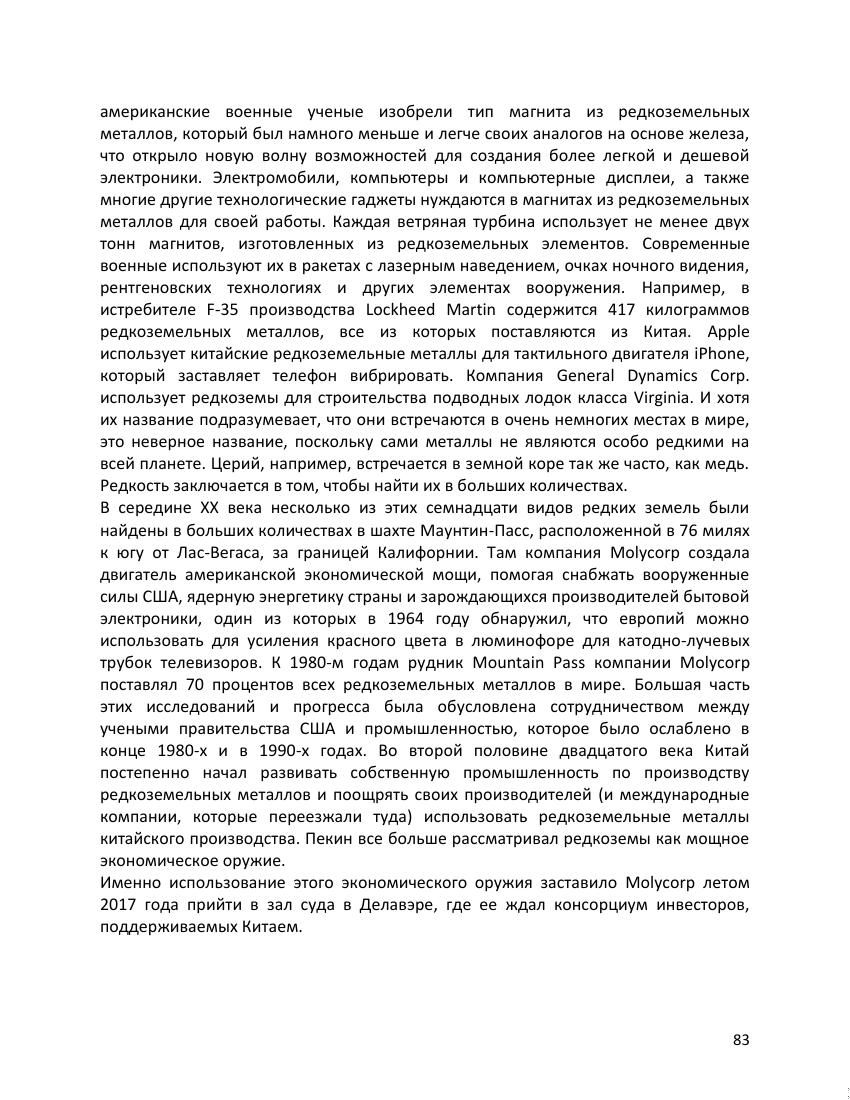 американские военные ученые изобрели тип магнита из редкоземельных
металлов, который был намного меньше и легче своих аналогов на основе железа,
что открыло новую волну возможностей для создания более легкой и дешевой
электроники. Электромобили, компьютеры и компьютерные дисплеи, а также
многие другие технологические гаджеты нуждаются в магнитах из редкоземельных
металлов для своей работы. Каждая ветряная турбина использует не менее двух
тонн магнитов, изготовленных из редкоземельных элементов. Современные
военные используют их в ракетах с лазерным наведением, очках ночного видения,
рентгеновских технологиях и других элементах вооружения. Например, в
истребителе F-35 производства Lockheed Martin содержится 417 килограммов
редкоземельных металлов, все из которых поставляются из Китая. Apple
использует китайские редкоземельные металлы для тактильного двигателя iPhone,
который заставляет телефон вибрировать. Компания General Dynamics Corp.
использует редкоземы для строительства подводных лодок класса Virginia. И хотя
их название подразумевает, что они встречаются в очень немногих местах в мире,
это неверное название, поскольку сами металлы не являются особо редкими на
всей планете. Церий, например, встречается в земной коре так же часто, как медь.
Редкость заключается в том, чтобы найти их в больших количествах.
В середине XX века несколько из этих семнадцати видов редких земель были
найдены в больших количествах в шахте Маунтин-Пасс, расположенной в 76 милях
к югу от Лас-Вегаса, за границей Калифорнии. Там компания Molycorp создала
двигатель американской экономической мощи, помогая снабжать вооруженные
силы США, ядерную энергетику страны и зарождающихся производителей бытовой
электроники, один из которых в 1964 году обнаружил, что европий можно
использовать для усиления красного цвета в люминофоре для катодно-лучевых
трубок телевизоров. К 1980-м годам рудник Mountain Pass компании Molycorp
поставлял 70 процентов всех редкоземельных металлов в мире. Большая часть
этих исследований и прогресса была обусловлена сотрудничеством между
учеными правительства США и промышленностью, которое было ослаблено в
конце 1980-х и в 1990-х годах. Во второй половине двадцатого века Китай
постепенно начал развивать собственную промышленность по производству
редкоземельных металлов и поощрять своих производителей (и международные
компании, которые переезжали туда) использовать редкоземельные металлы
китайского производства. Пекин все больше рассматривал редкоземы как мощное
экономическое оружие.
Именно использование этого экономического оружия заставило Molycorp летом
2017 года прийти в зал суда в Делавэре, где ее ждал консорциум инвесторов,
поддерживаемых Китаем.
83